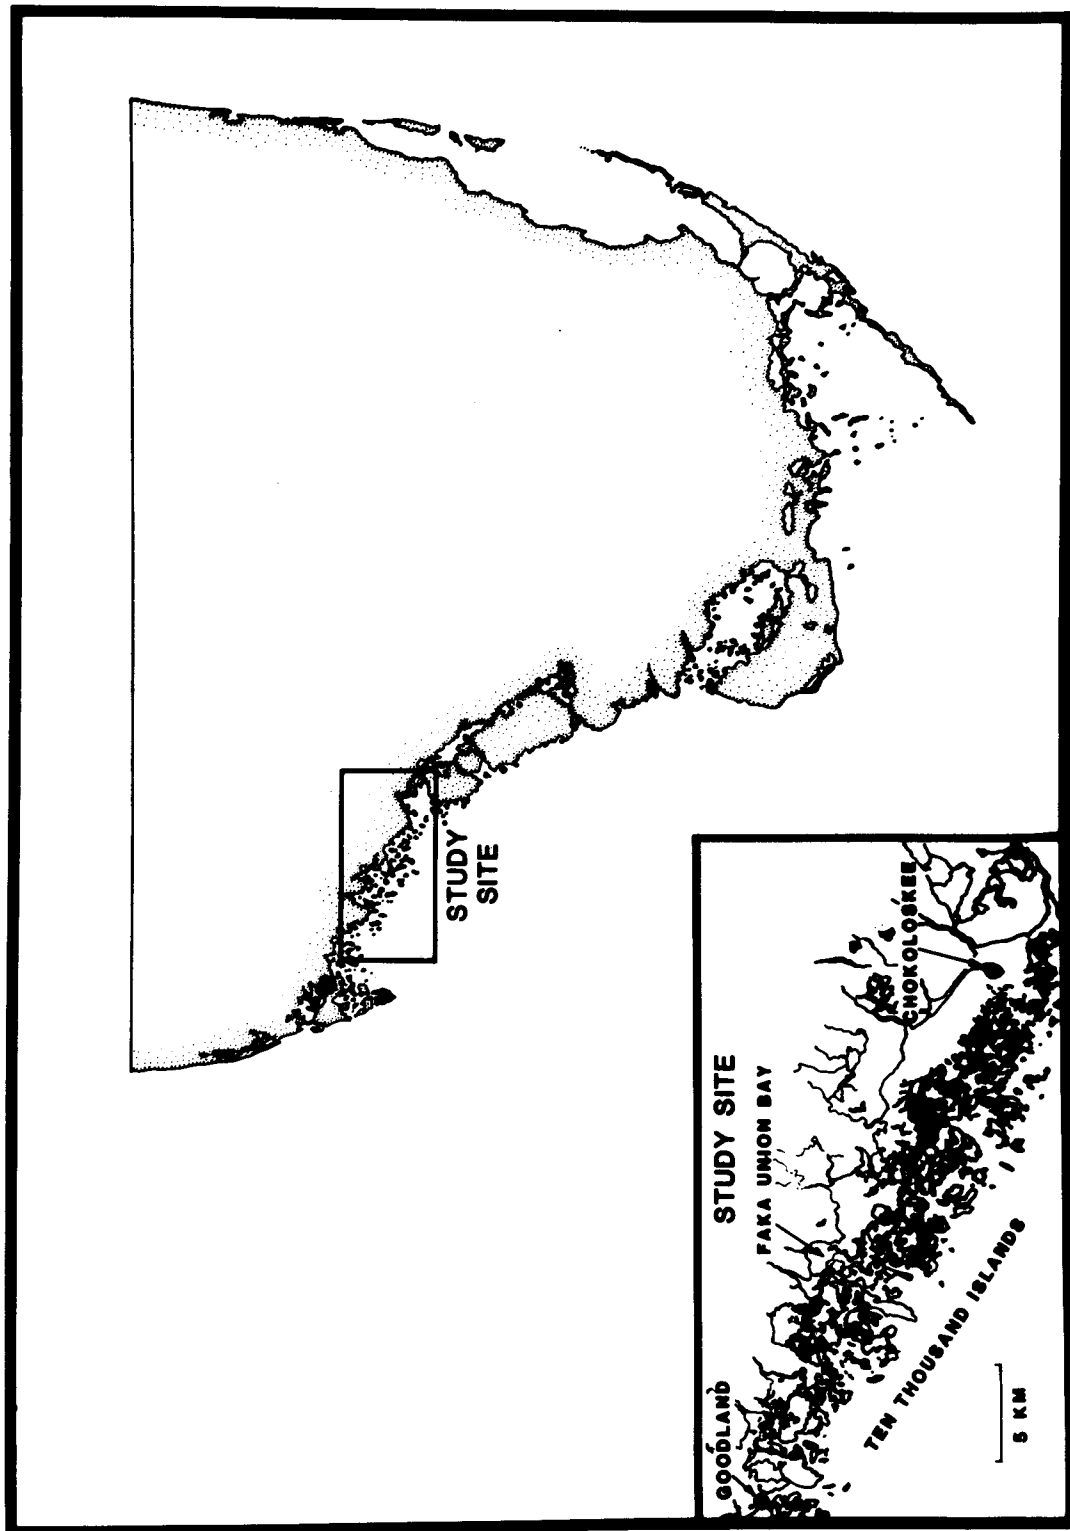 STUDY
SITE
STUDY SITE
FAKA UNION BAY
CHOKOLOSKEE
GOODLAND
TEN THOUSAND ISLANDS
5 KM